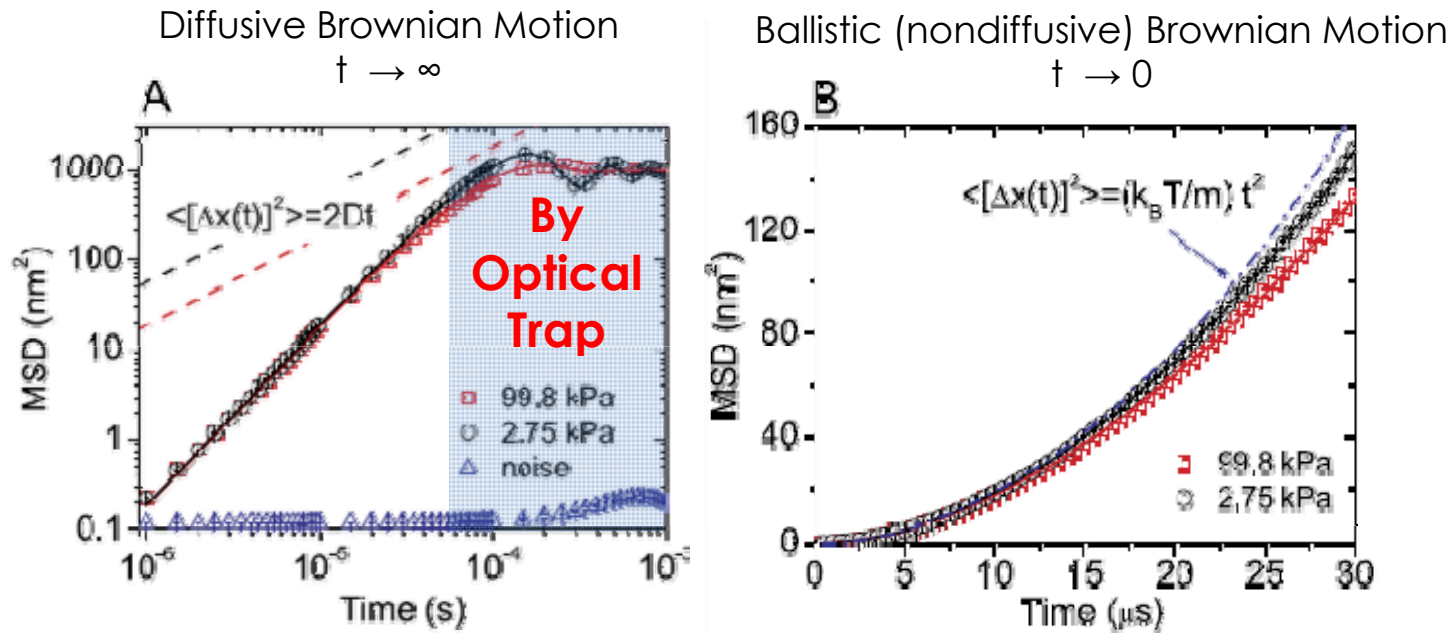 Diffusive Brownian Motion
t → ∞
A
1000
100
10
1
0.1
MSD (nm²)
<[Δx(t)]²>=2Dt
By
Optical
Trap
99.8 kPa
2.75 kPa
noise
10⁻⁶
10⁻⁵
10⁻⁴
10⁻³
Time (s)
Ballistic (nondiffusive) Brownian Motion
t → 0
B
160
120
80
40
0
MSD (nm²)
<[Δx(t)]²>=(k_BT/m) t²
99.8 kPa
2.75 kPa
0 5 10 15 20 25 30
Time (μs)